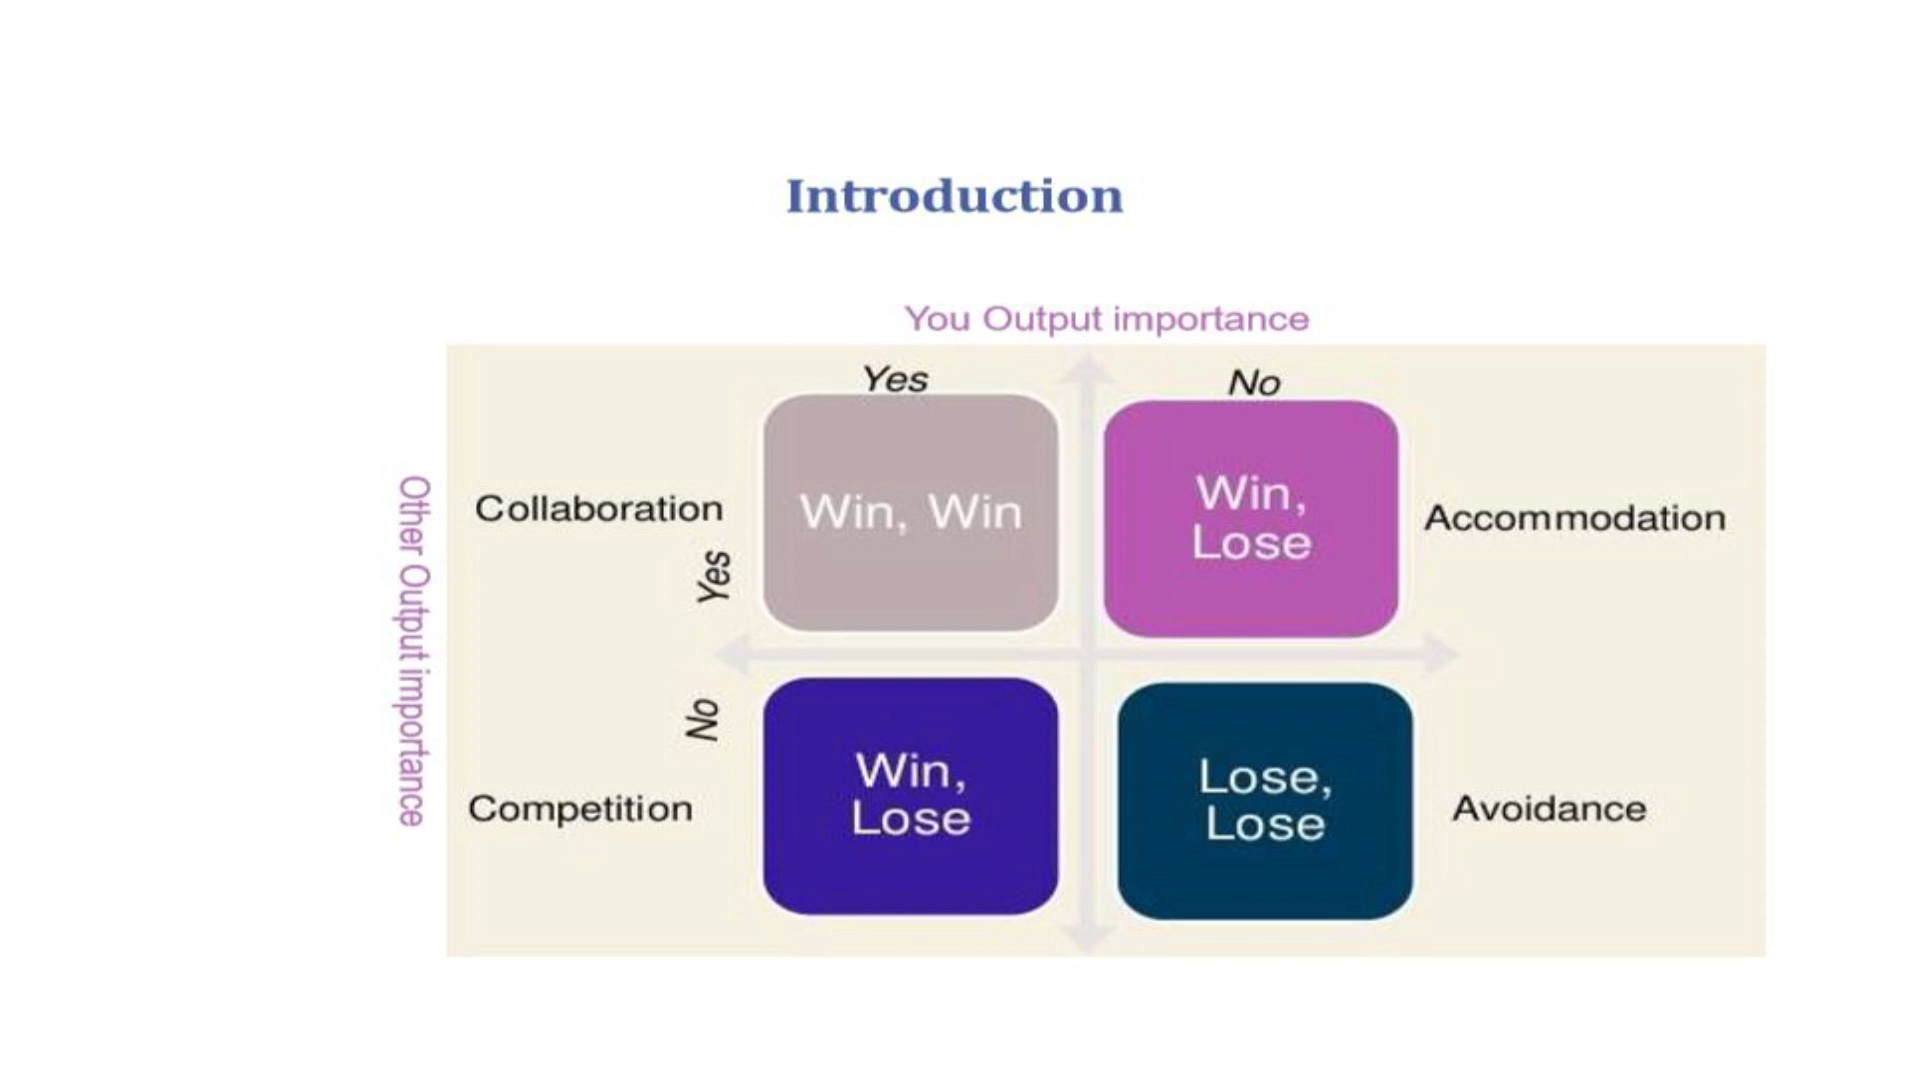 Introduction
You Output importance
Yes
No
Other Output importance
Collaboration
Yes
Win, Win
Win,
Lose
Accommodation
No
Competition
Win,
Lose
Lose,
Lose
Avoidance